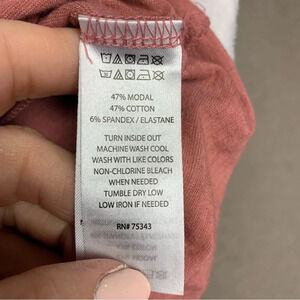 47% MODAL
47% COTTON
6% SPANDEX / ELASTANE
TURN INSIDE OUT
MACHINE WASH COOL
WASH WITH LIKE COLORS
NON-CHLORINE BLEACH
WHEN NEEDED
TUMBLE DRY LOW
LOW IRON IF NEEDED
RN# 75343